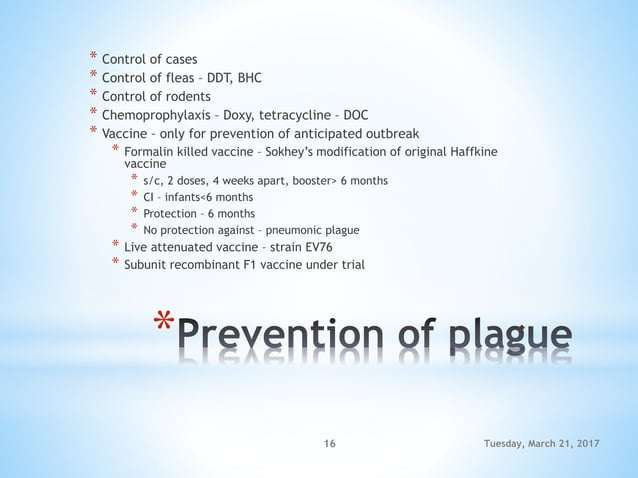 * Control of cases
* Control of fleas – DDT, BHC
* Control of rodents
* Chemoprophylaxis – Doxy, tetracycline – DOC
* Vaccine – only for prevention of anticipated outbreak
* Formalin killed vaccine – Sokhey's modification of original Haffkine
vaccine
* s/c, 2 doses, 4 weeks apart, booster> 6 months
* CI – infants<6 months
* Protection – 6 months
* No protection against – pneumonic plague
* Live attenuated vaccine – strain EV76
* Subunit recombinant F1 vaccine under trial
*Prevention of plague
16
Tuesday, March 21, 2017